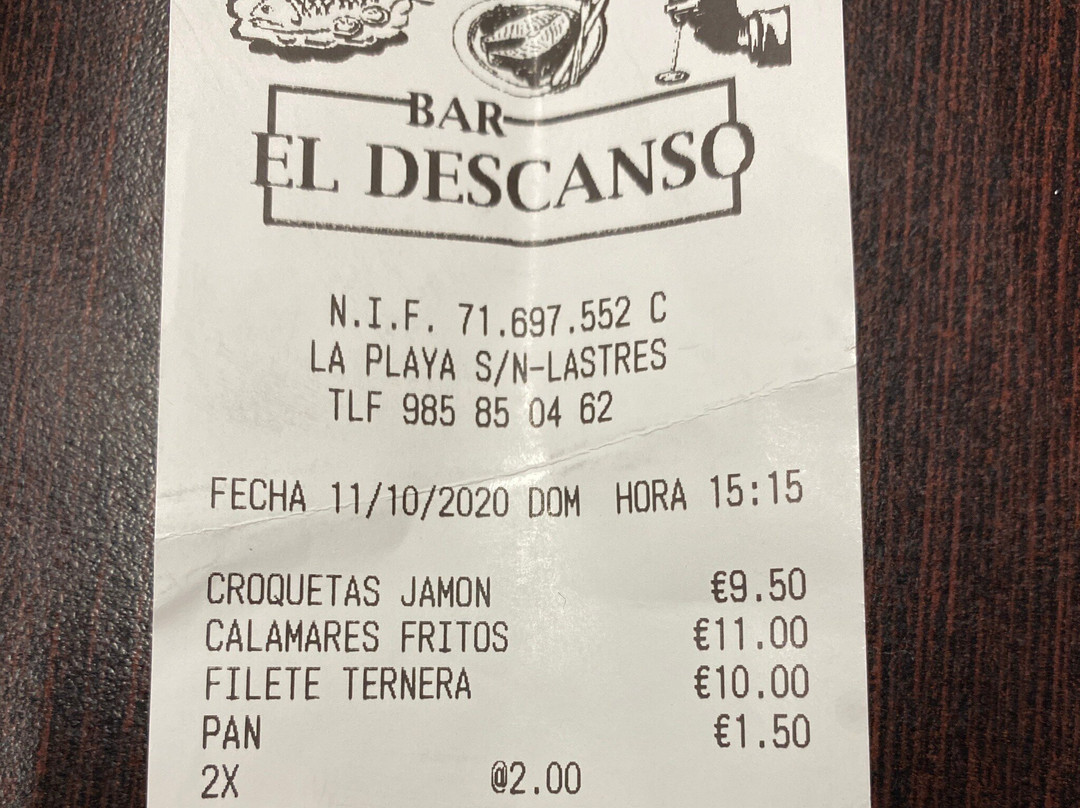 BAR
EL DESCANSO
N.I.F. 71.697.552 C
LA PLAYA S/N-LASTRES
TLF 985 85 04 62
FECHA 11/10/2020 DOM HORA 15:15
CROQUETAS JAMON €9.50
CALAMARES FRITOS €11.00
FILETE TERNERA €10.00
PAN €1.50
2X @2.00